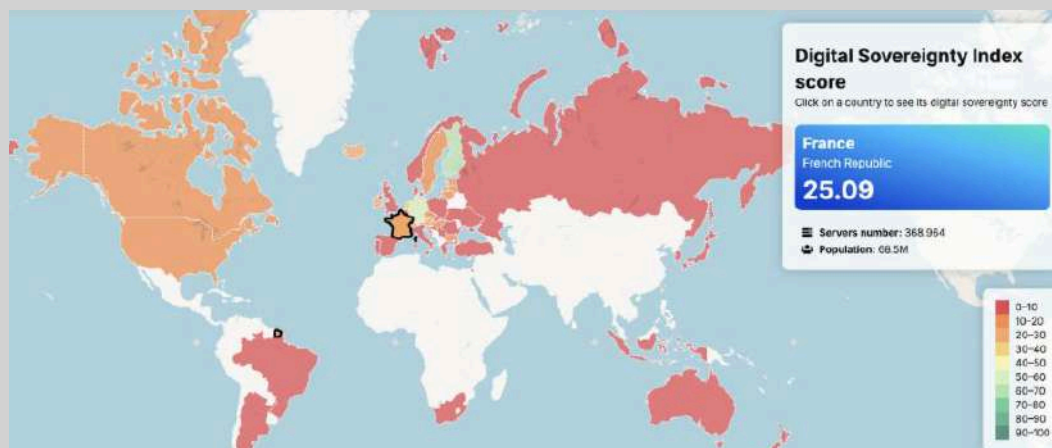 Digital Sovereignty Index
score
Click on a country to see its digital sovereignty score
France
French Republic
25.09
Servers number: 368.964
Population: 68.5M
0-10
10-20
20-30
30-40
40-50
50-60
60-70
70-80
80-90
90-100